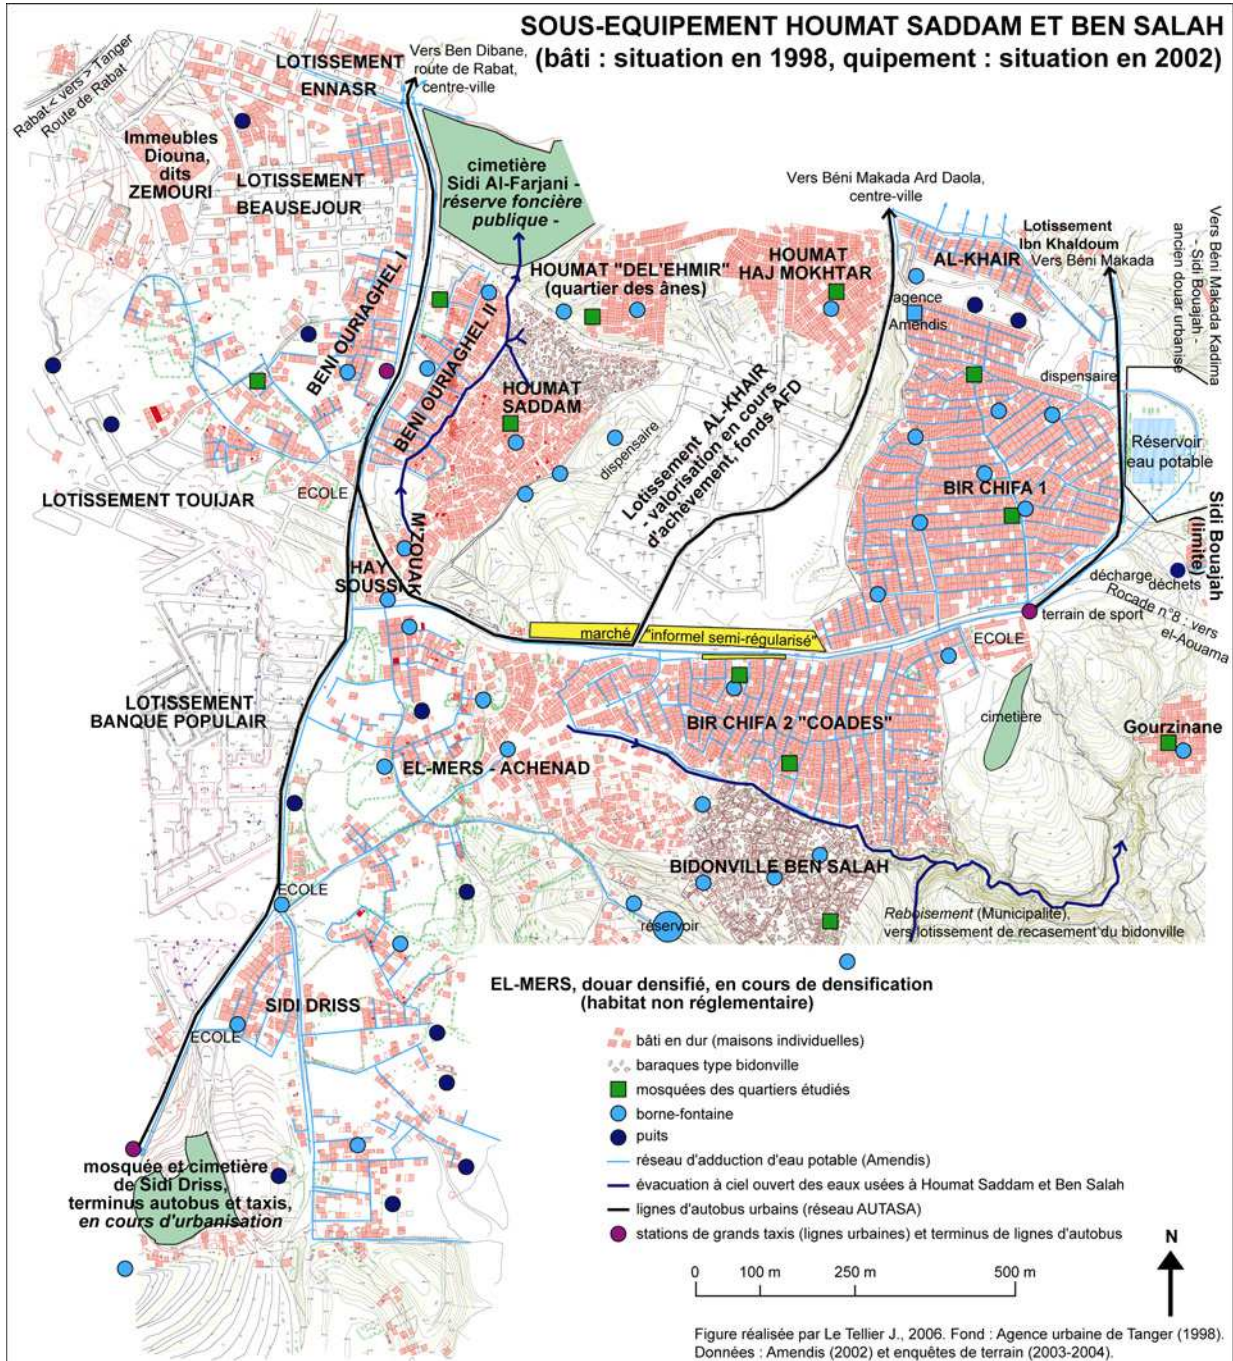 SOUS-EQUIPEMENT HOUMAT SADDAM ET BEN SALAH
(bâti : situation en 1998, quipement : situation en 2002)
Rabat < vers > Tanger
Route de Rabat
LOTISSEMENT
ENNASR
Vers Ben Dibane,
route de Rabat,
centre-ville
Immeubles
Diouna,
dits
ZEMOURI
LOTISSEMENT
BEAUSEJOUR
cimetière
Sidi Al-Farjani -
réserve foncière
publique -
Vers Béni Makada Ard Daola,
centre-ville
Lotissement
Ibn Khaldoum
Vers Béni Makada
AL-KHAIR
Vers Béni Makada Kadima
- Sidi Bouajah -
ancien douar urbanisé
HOUMAT "DEL'EHMIR"
(quartier des ânes)
HOUMAT
HAJ MOKHTAR
agence
Amendis
BENI OURIAGHEL I
BENI OURIAGHEL II
HOUMAT
SADDAM
dispensaire
Lotissement AL-KHAIR
- valorisation en cours
d'achèvement, fonds AFD
dispensaire
Réservoir
eau potable
BIR CHIFA 1
Sidi Bouajah
(limite)
LOTISSEMENT TOUIJAR
ECOLE
M'ZOUAK
HAY
SOUSSI
décharge
déchets
Rocade n°8 : vers
el-Aouama
terrain de sport
ECOLE
marché "informel semi-régularisé"
LOTISSEMENT
BANQUE POPULAIR
BIR CHIFA 2 "COADES"
cimetière
Gourzinane
EL-MERS - ACHENAD
BIDONVILLE BEN SALAH
ECOLE
réservoir
Reboisement (Municipalité),
vers lotissement de recasement du bidonville
EL-MERS, douar densifié, en cours de densification
(habitat non réglementaire)
SIDI DRISS
ECOLE
mosquée et cimetière
de Sidi Driss,
terminus autobus et taxis,
en cours d'urbanisation
bâti en dur (maisons individuelles)
baraques type bidonville
mosquées des quartiers étudiés
borne-fontaine
puits
réseau d'adduction d'eau potable (Amendis)
évacuation à ciel ouvert des eaux usées à Houmat Saddam et Ben Salah
lignes d'autobus urbains (réseau AUTASA)
stations de grands taxis (lignes urbaines) et terminus de lignes d'autobus
N
0 100 m 250 m 500 m
Figure réalisée par Le Tellier J., 2006. Fond : Agence urbaine de Tanger (1998).
Données : Amendis (2002) et enquêtes de terrain (2003-2004).